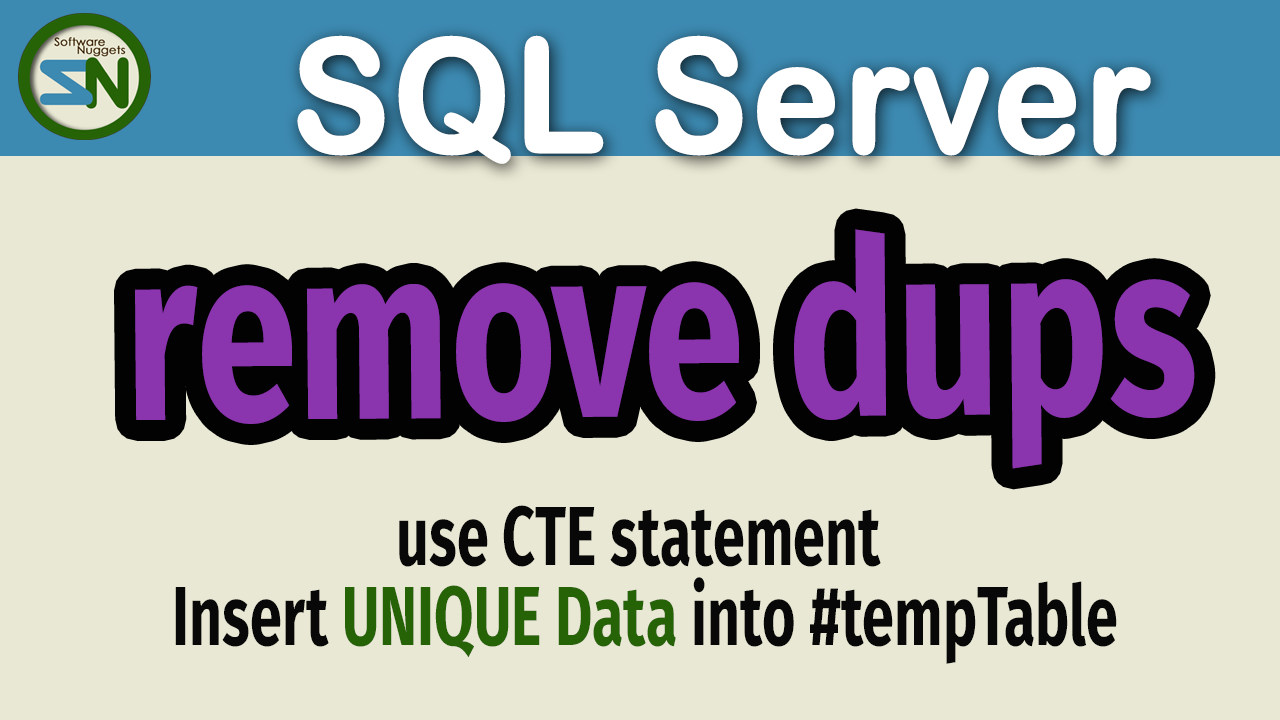 Software
Nuggets
SN
SQL Server
remove dups
use CTE statement
Insert UNIQUE Data into #tempTable